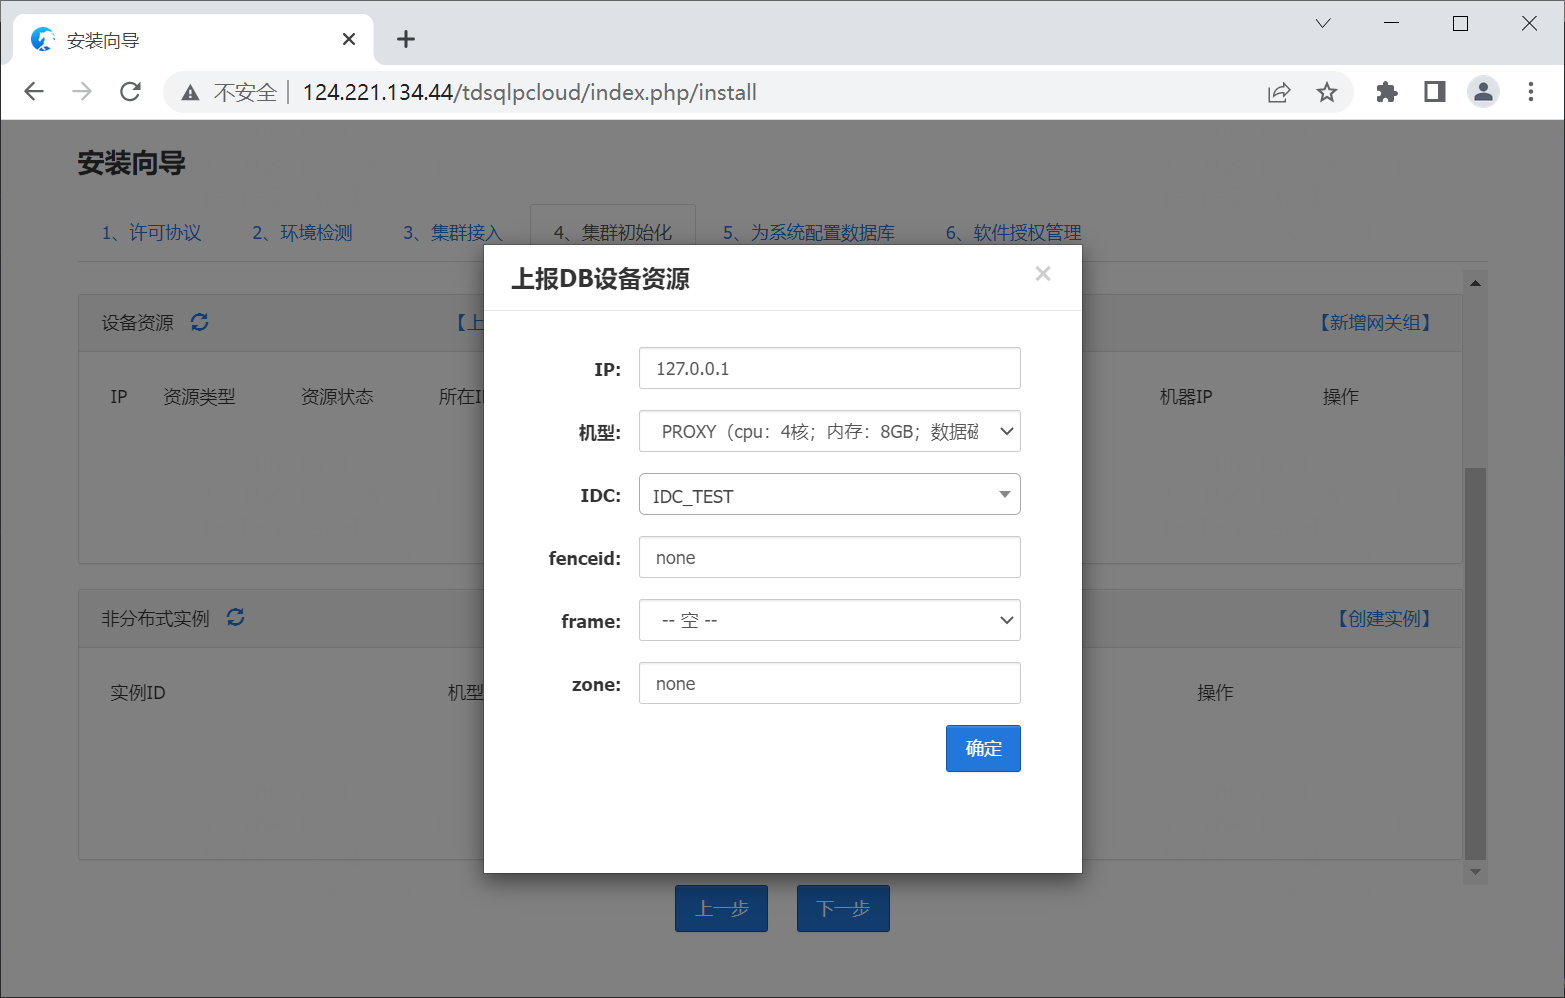 安装向导
不安全 124.221.134.44/tdsqlpcloud/index.php/install
安装向导
1、许可协议 2、环境检测 3、集群接入 4、集群初始化 5、为系统配置数据库 6、软件授权管理
上报DB设备资源
设备资源 【上 【新增网关组】
IP: 127.0.0.1
IP 资源类型 资源状态 所在I 机器IP 操作
机型: PROXY（cpu：4核；内存：8GB；数据磁
IDC: IDC_TEST
fenceid: none
非分布式实例 【创建实例】
frame: -- 空 --
zone: none
实例ID 机型 操作
确定
上一步 下一步